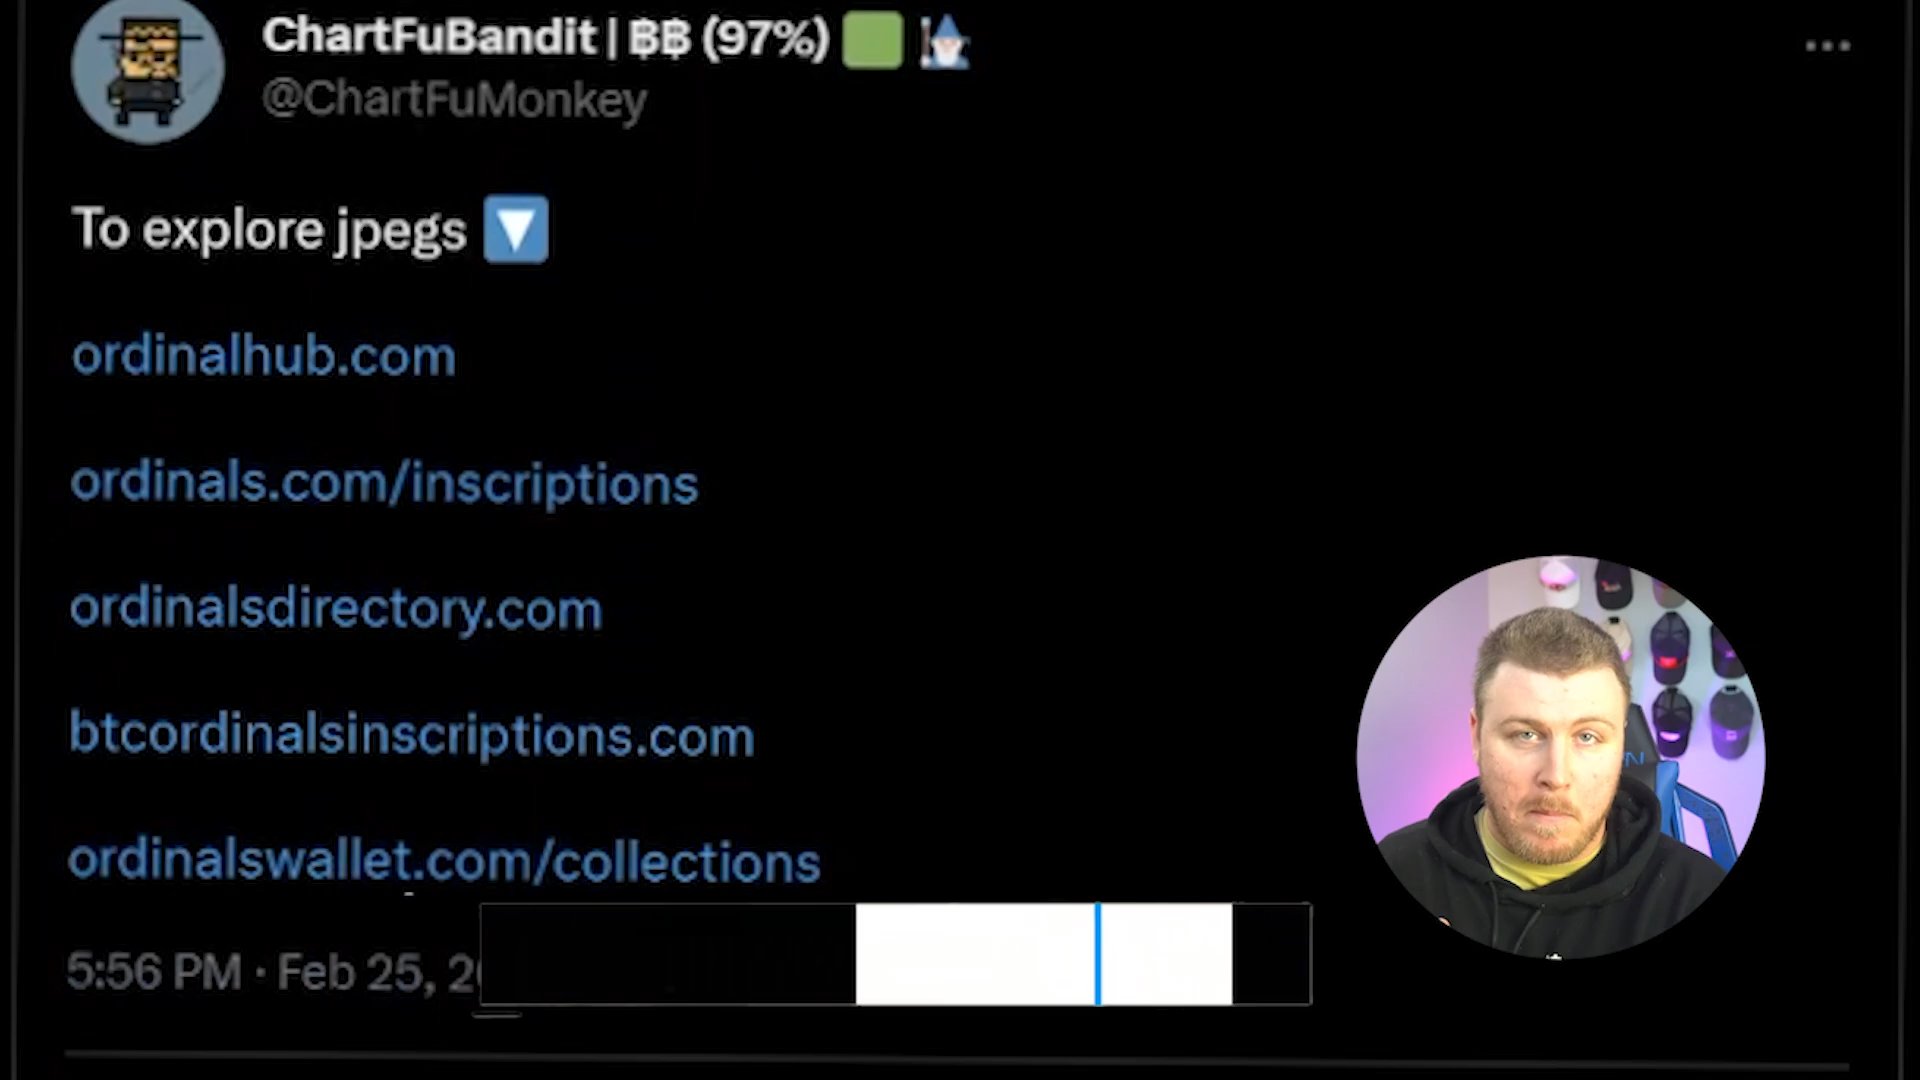 ChartFuBandit | ฿฿ (97%) 🟩 🧙‍♂️
@ChartFuMonkey
To explore jpegs 🔽
ordinalhub.com
ordinals.com/inscriptions
ordinalsdirectory.com
btcordinalsinscriptions.com
ordinalswallet.com/collections
5:56 PM · Feb 25,